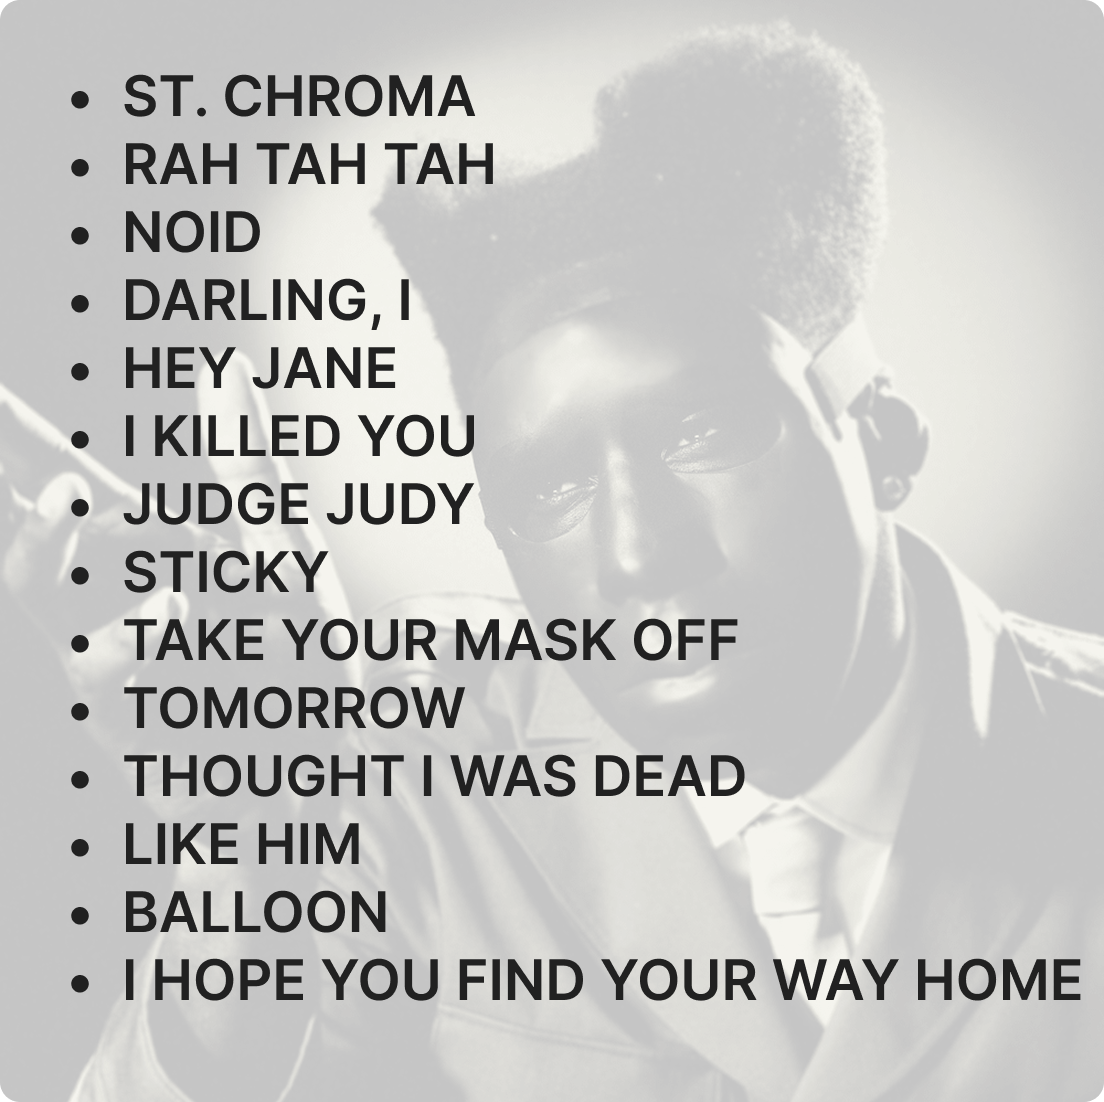 • ST. CHROMA
• RAH TAH TAH
• NOID
• DARLING, I
• HEY JANE
• I KILLED YOU
• JUDGE JUDY
• STICKY
• TAKE YOUR MASK OFF
• TOMORROW
• THOUGHT I WAS DEAD
• LIKE HIM
• BALLOON
• I HOPE YOU FIND YOUR WAY HOME